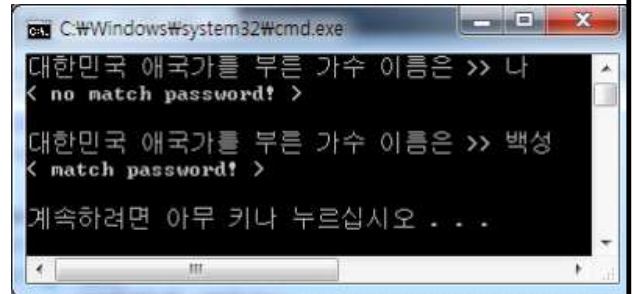 C:₩Windows₩system32₩cmd.exe
대한민국 애국가를 부른 가수 이름은 >> 나
< no match password! >
대한민국 애국가를 부른 가수 이름은 >> 백성
< match password! >
계속하려면 아무 키나 누르십시오 . . .